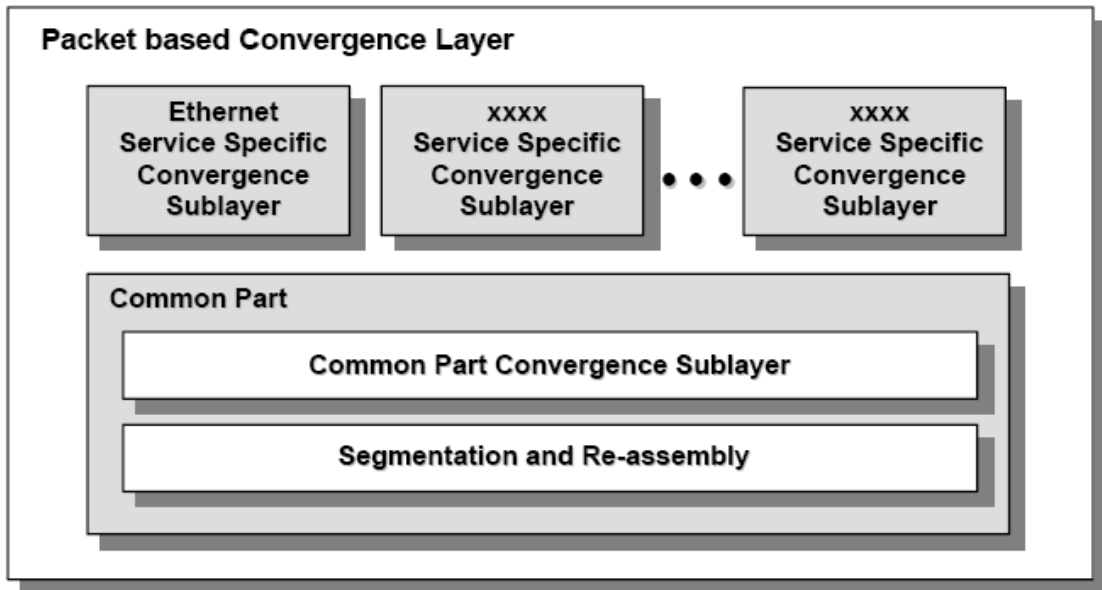 Packet based Convergence Layer
Ethernet
Service Specific
Convergence
Sublayer
xxxx
Service Specific
Convergence
Sublayer
• • •
xxxx
Service Specific
Convergence
Sublayer
Common Part
Common Part Convergence Sublayer
Segmentation and Re-assembly